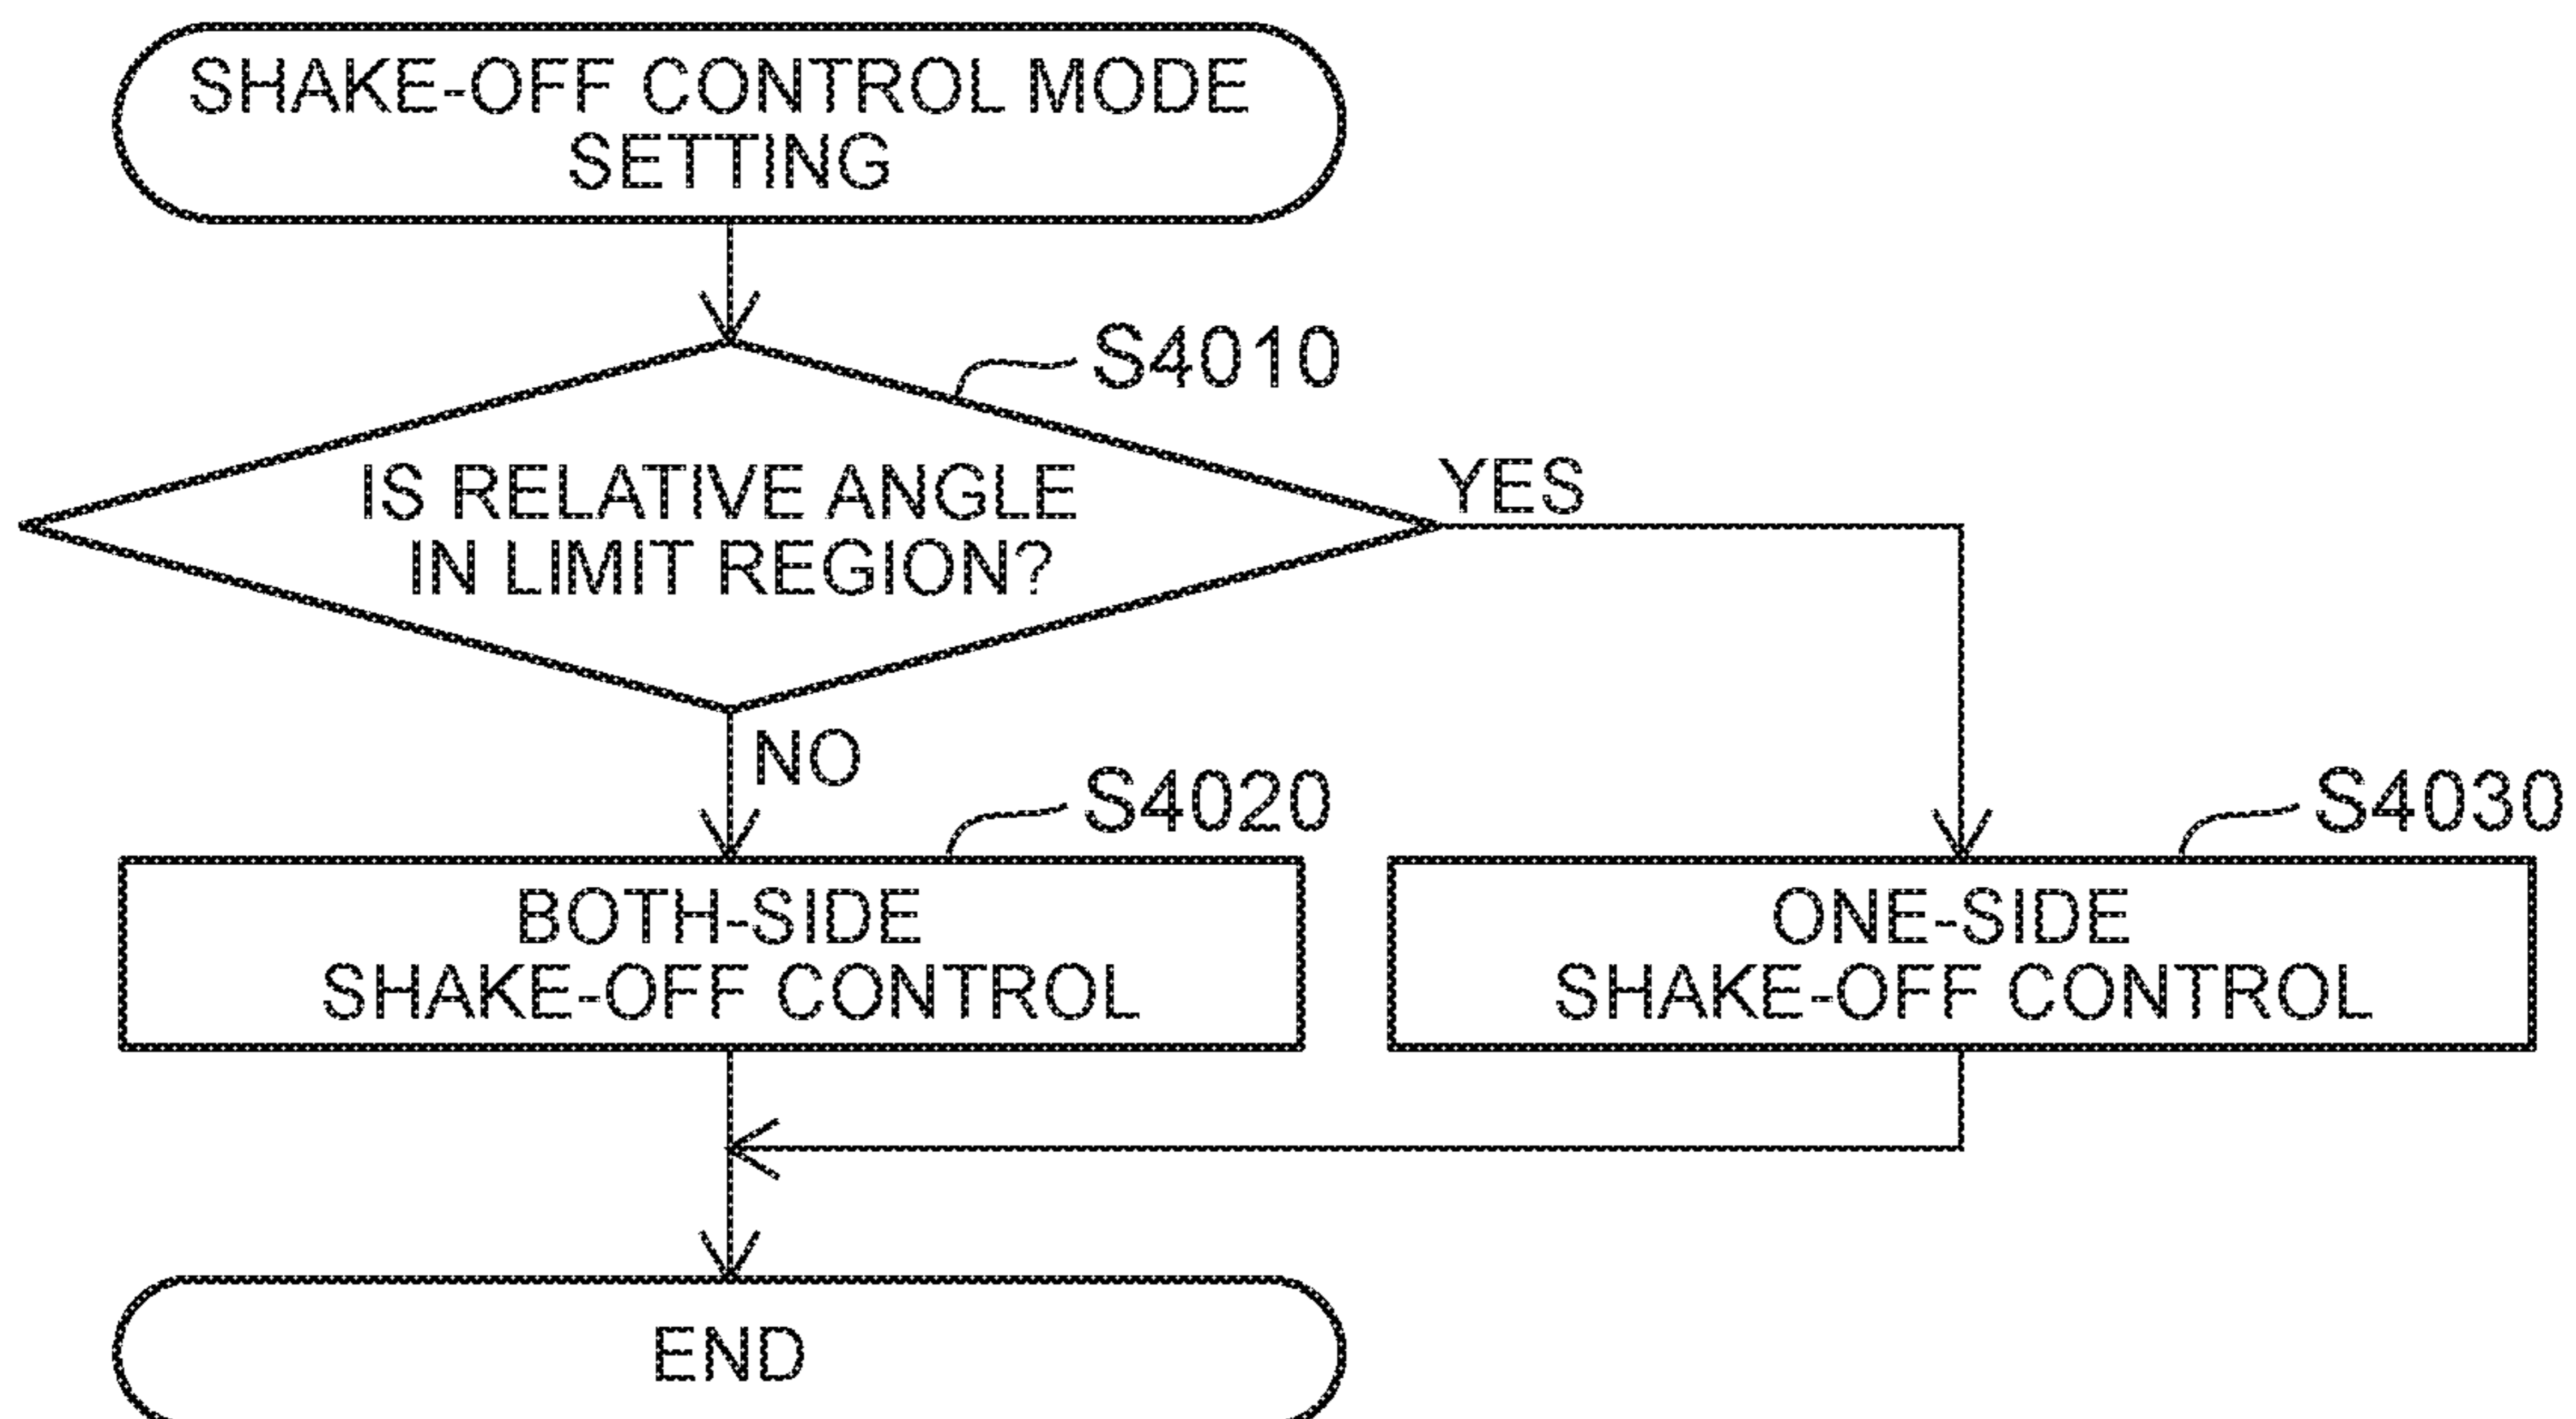 SHAKE-OFF CONTROL MODE
SETTING
S4010
IS RELATIVE ANGLE
IN LIMIT REGION?
YES
NO
S4020
S4030
BOTH-SIDE
SHAKE-OFF CONTROL
ONE-SIDE
SHAKE-OFF CONTROL
END